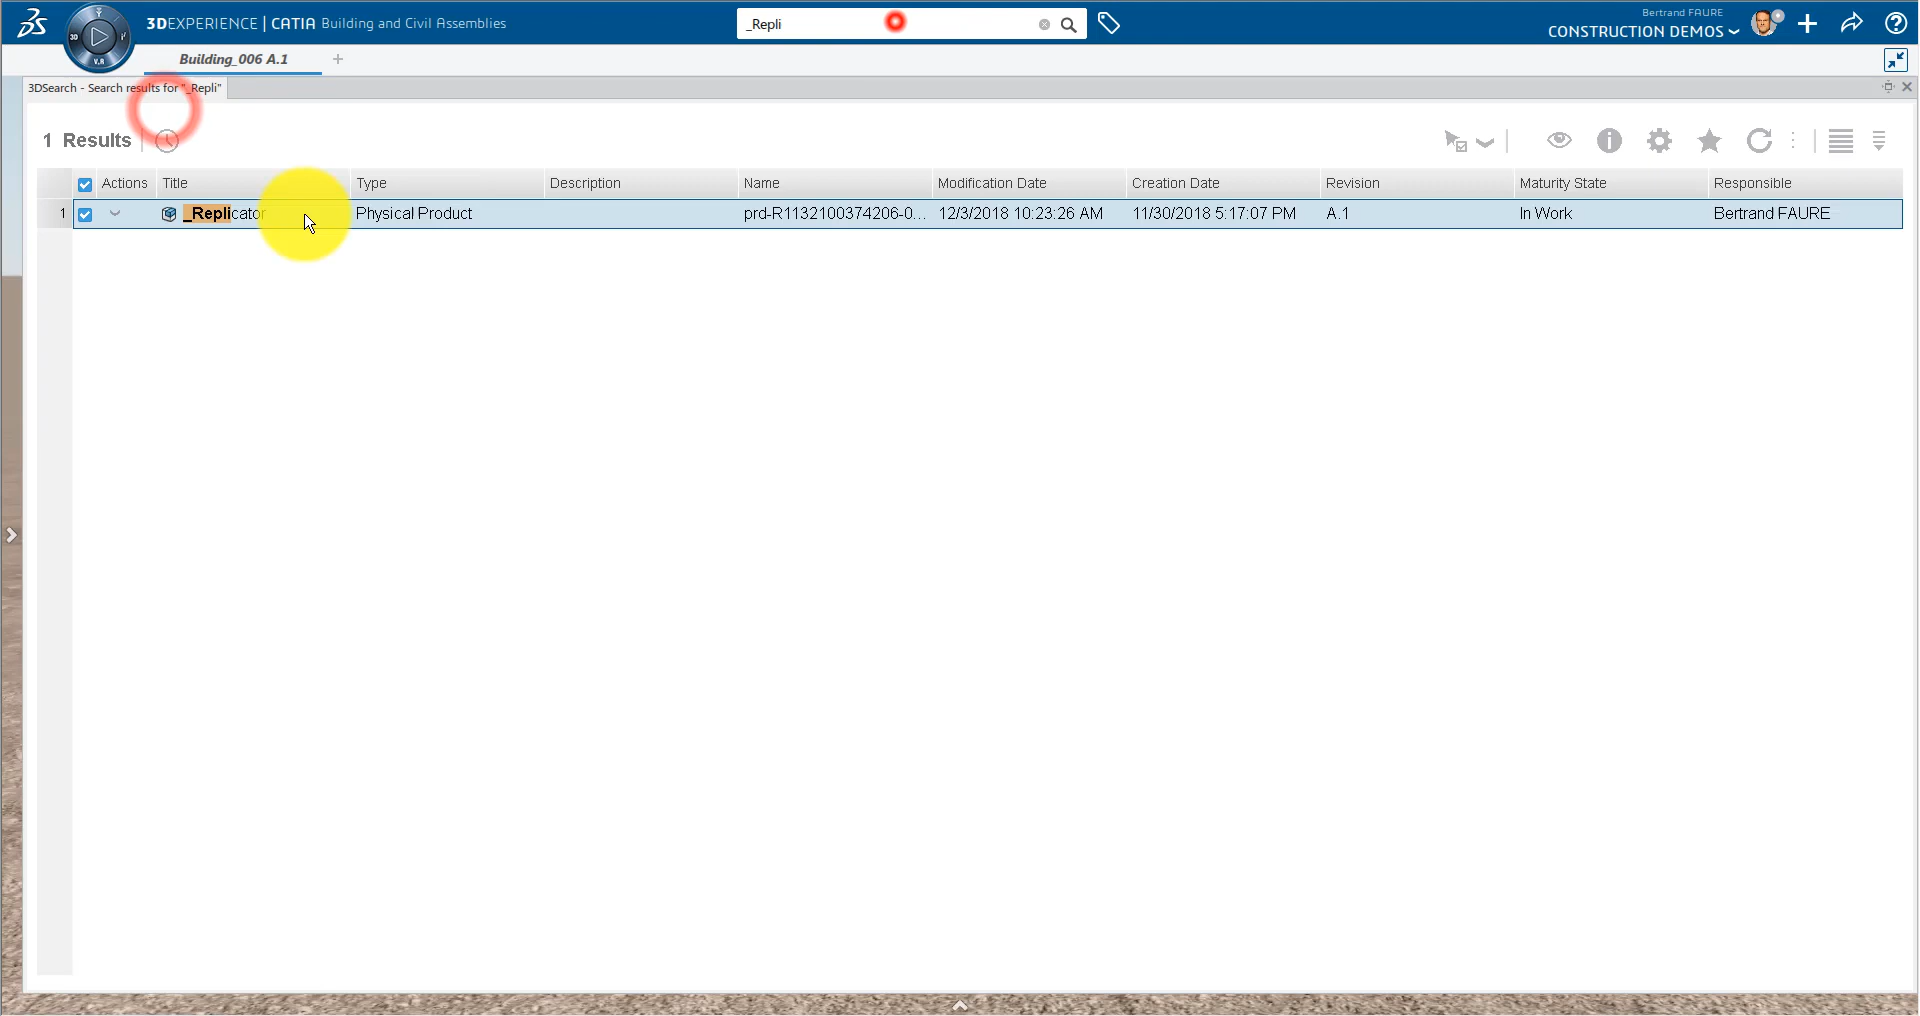 3DEXPERIENCE | CATIA Building and Civil Assemblies
_Repli
Bertrand FAURE
CONSTRUCTION DEMOS
3D
V.R
Building_006 A.1
3DSearch - Search results for "_Repli"
1 Results
Actions Title Type Description Name Modification Date Creation Date Revision Maturity State Responsible
1 _Replicator Physical Product prd-R1132100374206-0... 12/3/2018 10:23:26 AM 11/30/2018 5:17:07 PM A.1 In Work Bertrand FAURE